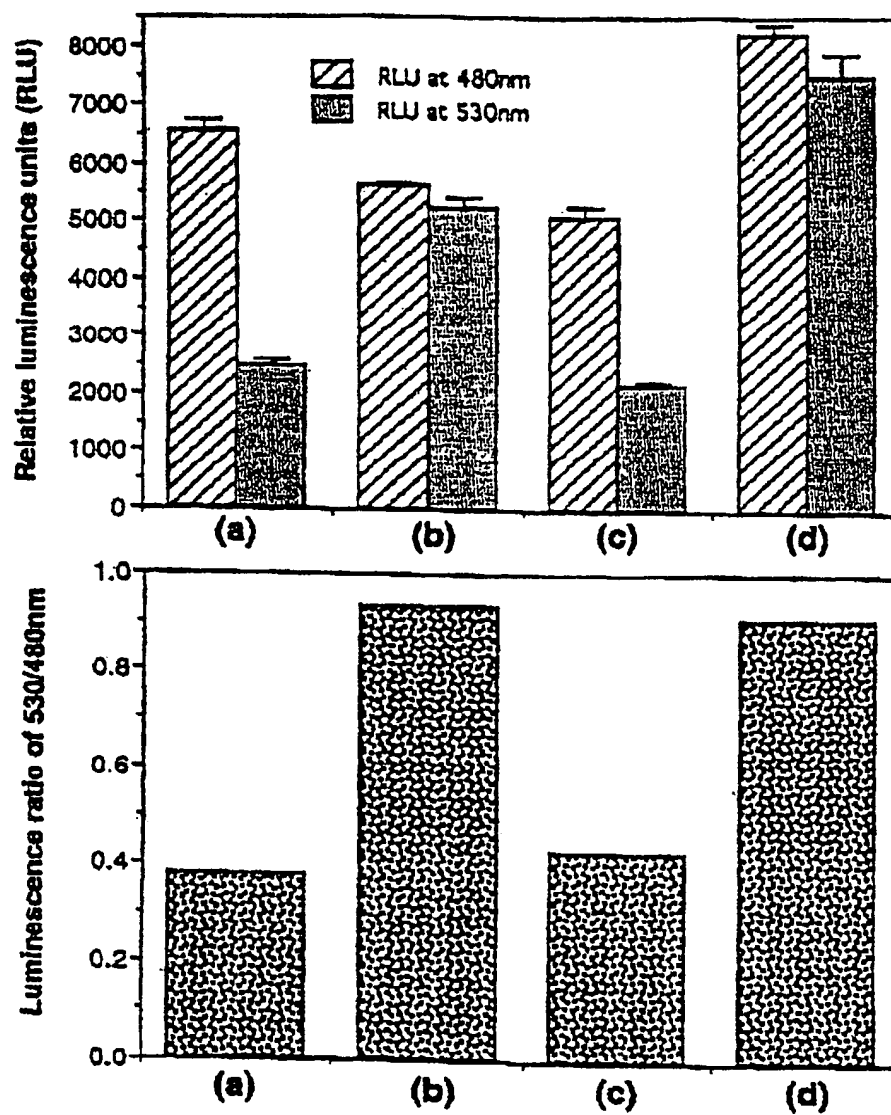 Relative luminescence units (RLU)
8000
7000
6000
5000
4000
3000
2000
1000
0
RLU at 480nm
RLU at 530nm
(a) (b) (c) (d)
Luminescence ratio of 530/480nm
1.0
0.8
0.6
0.4
0.2
0.0
(a) (b) (c) (d)